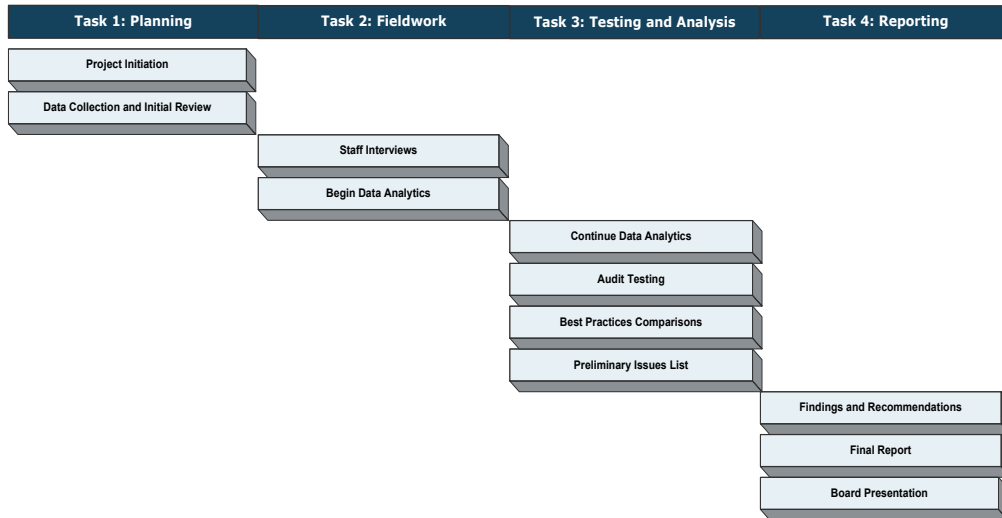 Task 1: Planning
Task 2: Fieldwork
Task 3: Testing and Analysis
Task 4: Reporting
Project Initiation
Data Collection and Initial Review
Staff Interviews
Begin Data Analytics
Continue Data Analytics
Audit Testing
Best Practices Comparisons
Preliminary Issues List
Findings and Recommendations
Final Report
Board Presentation